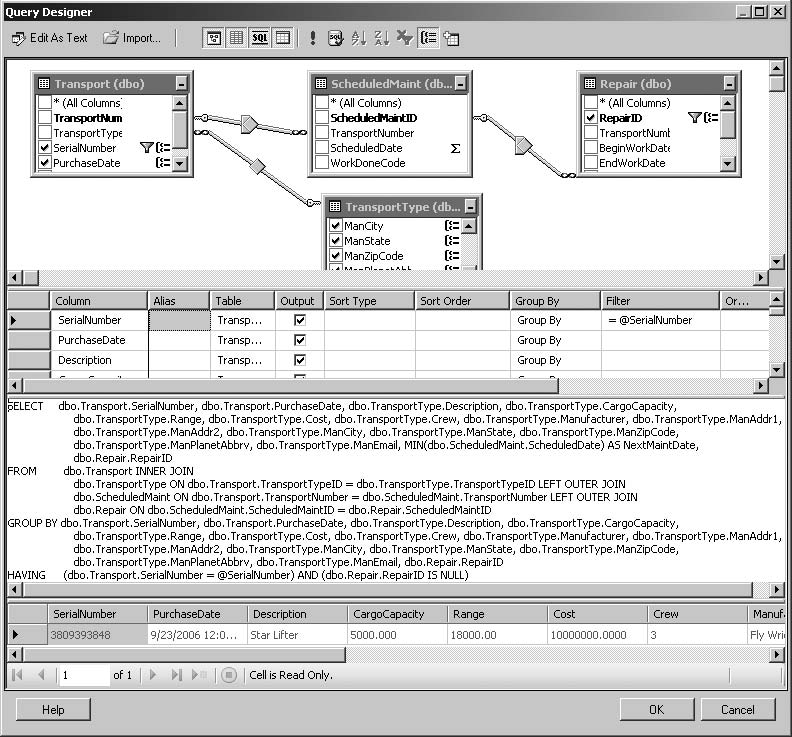 Query Designer
Edit As Text Import... SQL
Transport (dbo)
* (All Columns)
TransportNum
TransportType
SerialNumber
PurchaseDate
ScheduledMaint (db...
* (All Columns)
ScheduledMaintID
TransportNumber
ScheduledDate Σ
WorkDoneCode
Repair (dbo)
* (All Columns)
RepairID
TransportNumb
BeginWorkDate
EndWorkDate
TransportType (db...
ManCity
ManState
ManZipCode
ManPlanetAbb
Column Alias Table Output Sort Type Sort Order Group By Filter Or...
SerialNumber Transp... Group By = @SerialNumber
PurchaseDate Transp... Group By
Description Transp... Group By
SELECT dbo.Transport.SerialNumber, dbo.Transport.PurchaseDate, dbo.TransportType.Description, dbo.TransportType.CargoCapacity,
dbo.TransportType.Range, dbo.TransportType.Cost, dbo.TransportType.Crew, dbo.TransportType.Manufacturer, dbo.TransportType.ManAddr1,
dbo.TransportType.ManAddr2, dbo.TransportType.ManCity, dbo.TransportType.ManState, dbo.TransportType.ManZipCode,
dbo.TransportType.ManPlanetAbbrv, dbo.TransportType.ManEmail, MIN(dbo.ScheduledMaint.ScheduledDate) AS NextMaintDate,
dbo.Repair.RepairID
FROM dbo.Transport INNER JOIN
dbo.TransportType ON dbo.Transport.TransportTypeID = dbo.TransportType.TransportTypeID LEFT OUTER JOIN
dbo.ScheduledMaint ON dbo.Transport.TransportNumber = dbo.ScheduledMaint.TransportNumber LEFT OUTER JOIN
dbo.Repair ON dbo.ScheduledMaint.ScheduledMaintID = dbo.Repair.ScheduledMaintID
GROUP BY dbo.Transport.SerialNumber, dbo.Transport.PurchaseDate, dbo.TransportType.Description, dbo.TransportType.CargoCapacity,
dbo.TransportType.Range, dbo.TransportType.Cost, dbo.TransportType.Crew, dbo.TransportType.Manufacturer, dbo.TransportType.ManAddr1,
dbo.TransportType.ManAddr2, dbo.TransportType.ManCity, dbo.TransportType.ManState, dbo.TransportType.ManZipCode,
dbo.TransportType.ManPlanetAbbrv, dbo.TransportType.ManEmail, dbo.Repair.RepairID
HAVING (dbo.Transport.SerialNumber = @SerialNumber) AND (dbo.Repair.RepairID IS NULL)
SerialNumber PurchaseDate Description CargoCapacity Range Cost Crew Manufa
3809393848 9/23/2006 12:0... Star Lifter 5000.000 18000.00 10000000.0000 3 Fly Wri
1 of 1 Cell is Read Only.
Help OK Cancel